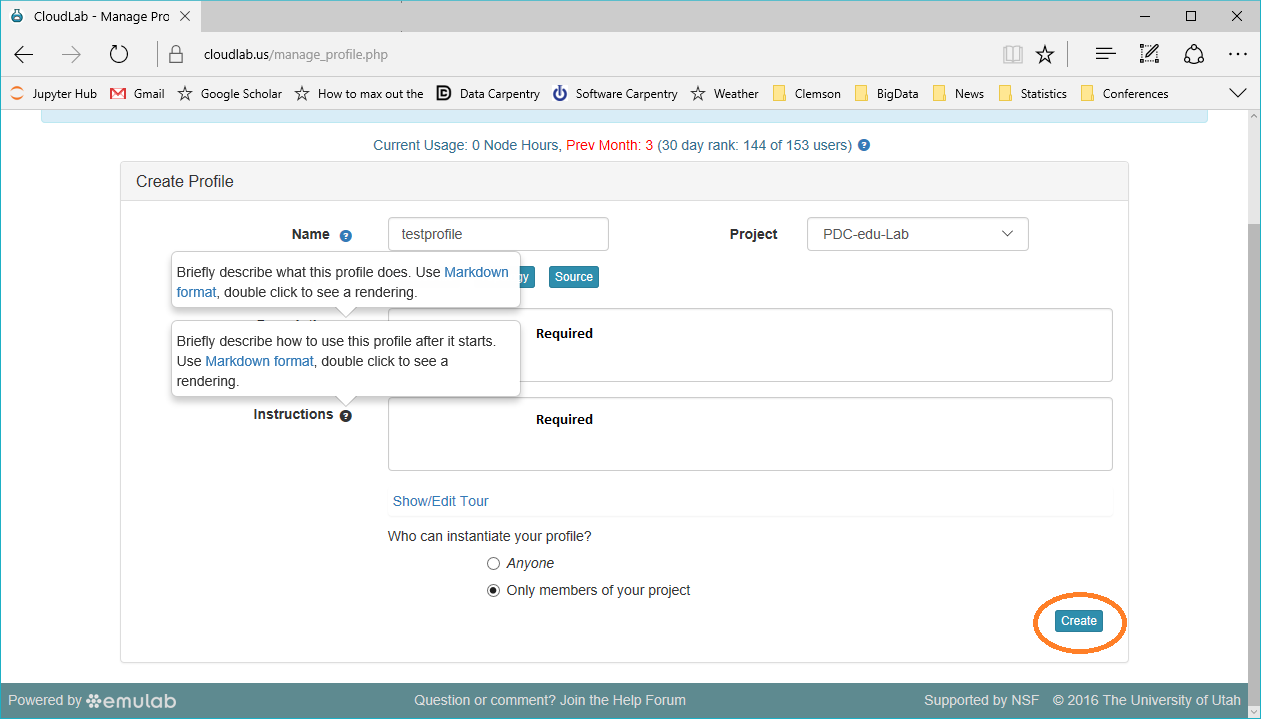 CloudLab - Manage Pro
cloudlab.us/manage_profile.php
Jupyter Hub Gmail Google Scholar How to max out the Data Carpentry Software Carpentry Weather Clemson BigData News Statistics Conferences
Current Usage: 0 Node Hours, Prev Month: 3 (30 day rank: 144 of 153 users)
Create Profile
Name testprofile Project PDC-edu-Lab
Source
Briefly describe what this profile does. Use Markdown
format, double click to see a rendering.
Required
Briefly describe how to use this profile after it starts.
Use Markdown format, double click to see a
rendering.
Instructions Required
Show/Edit Tour
Who can instantiate your profile?
Anyone
Only members of your project
Create
Powered by emulab Question or comment? Join the Help Forum Supported by NSF © 2016 The University of Utah